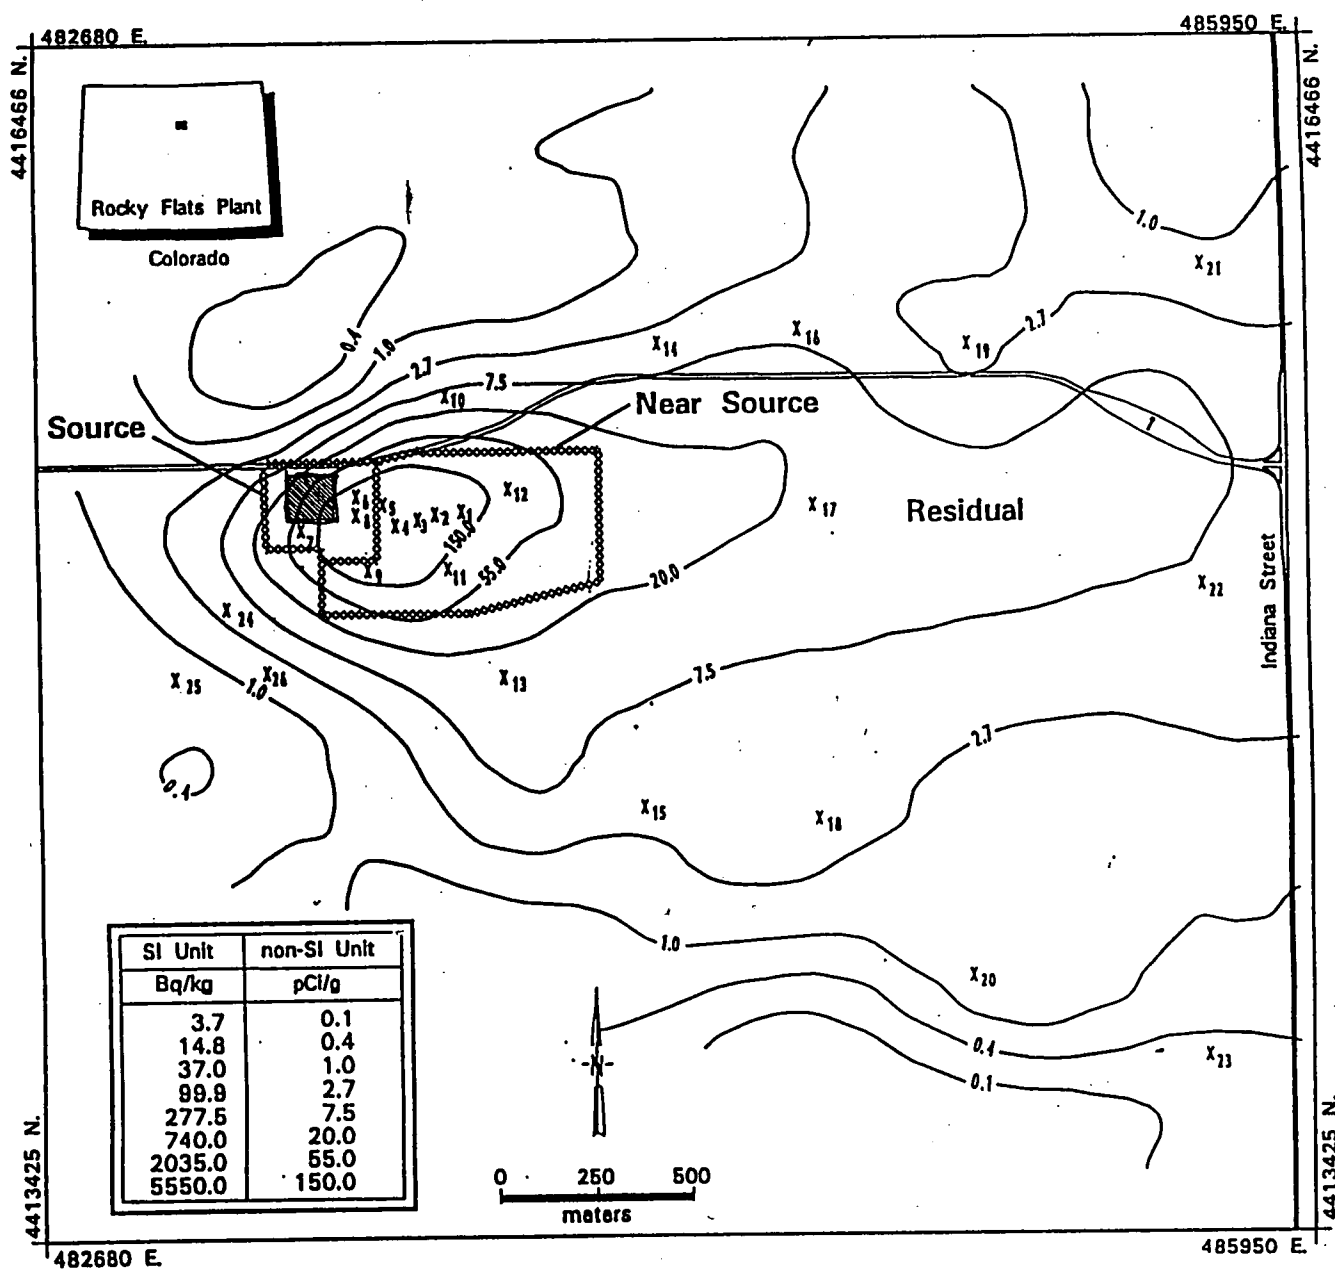 482680 E.
485950 E.
4416466 N.
4416466 N.
Rocky Flats Plant
Colorado
1.0
X21
0.4
1.0
2.7
7.5
2.7
X14
X16
X19
X10
Source
Near Source
1
X6
X8
X5
X4
X3
X2
X1
X12
X7
X9
X11
150.0
55.0
20.0
X17
Residual
X22
Indiana Street
X24
X25
X26
1.0
X13
7.5
2.7
0.4
X15
X18
1.0
X20
0.4
0.1
X23
SI Unit non-SI Unit
Bq/kg pCi/g
3.7 0.1
14.8 0.4
37.0 1.0
99.9 2.7
277.5 7.5
740.0 20.0
2035.0 55.0
5550.0 150.0
N
0 250 500
meters
4413425 N.
4413425 N.
482680 E.
485950 E.